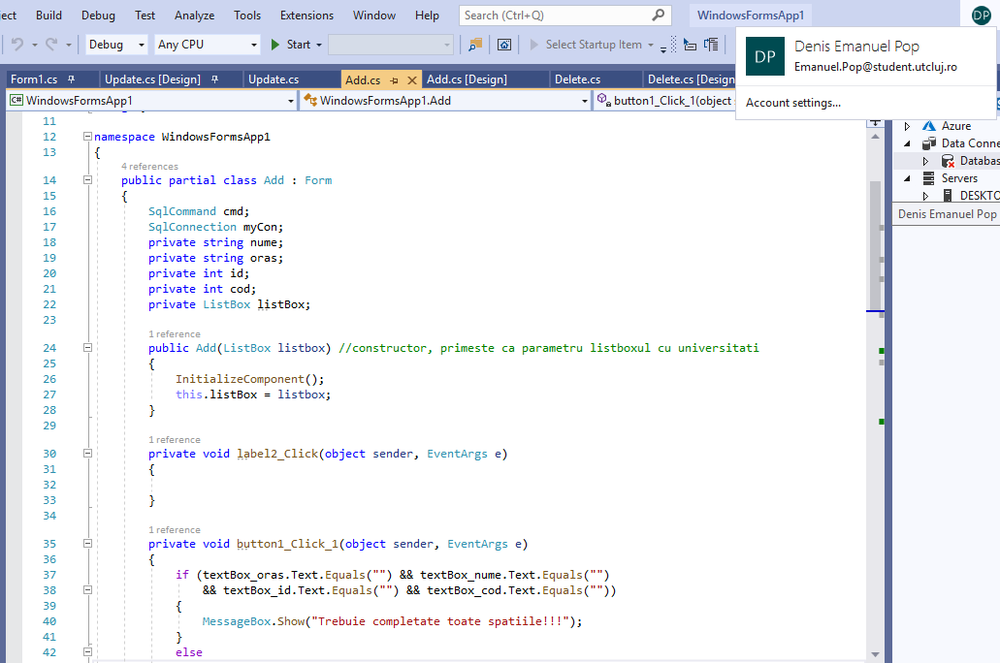 ect Build Debug Test Analyze Tools Extensions Window Help Search (Ctrl+Q) WindowsFormsApp1 DP
Debug Any CPU Start Select Startup Item
DP Denis Emanuel Pop
Emanuel.Pop@student.utcluj.ro
Account settings...
Form1.cs Update.cs [Design] Update.cs Add.cs Add.cs [Design] Delete.cs Delete.cs [Design
C# WindowsFormsApp1 WindowsFormsApp1.Add button1_Click_1(object
Azure
Data Conne
Databas
Servers
DESKTO
Denis Emanuel Pop
11
12 namespace WindowsFormsApp1
13 {
4 references
14 public partial class Add : Form
15 {
16 SqlCommand cmd;
17 SqlConnection myCon;
18 private string nume;
19 private string oras;
20 private int id;
21 private int cod;
22 private ListBox listBox;
23
1 reference
24 public Add(ListBox listbox) //constructor, primeste ca parametru listboxul cu universitati
25 {
26 InitializeComponent();
27 this.listBox = listbox;
28 }
29
1 reference
30 private void label2_Click(object sender, EventArgs e)
31 {
32
33 }
34
1 reference
35 private void button1_Click_1(object sender, EventArgs e)
36 {
37 if (textBox_oras.Text.Equals("") && textBox_nume.Text.Equals("")
38 && textBox_id.Text.Equals("") && textBox_cod.Text.Equals(""))
39 {
40 MessageBox.Show("Trebuie completate toate spatiile!!!");
41 }
42 else